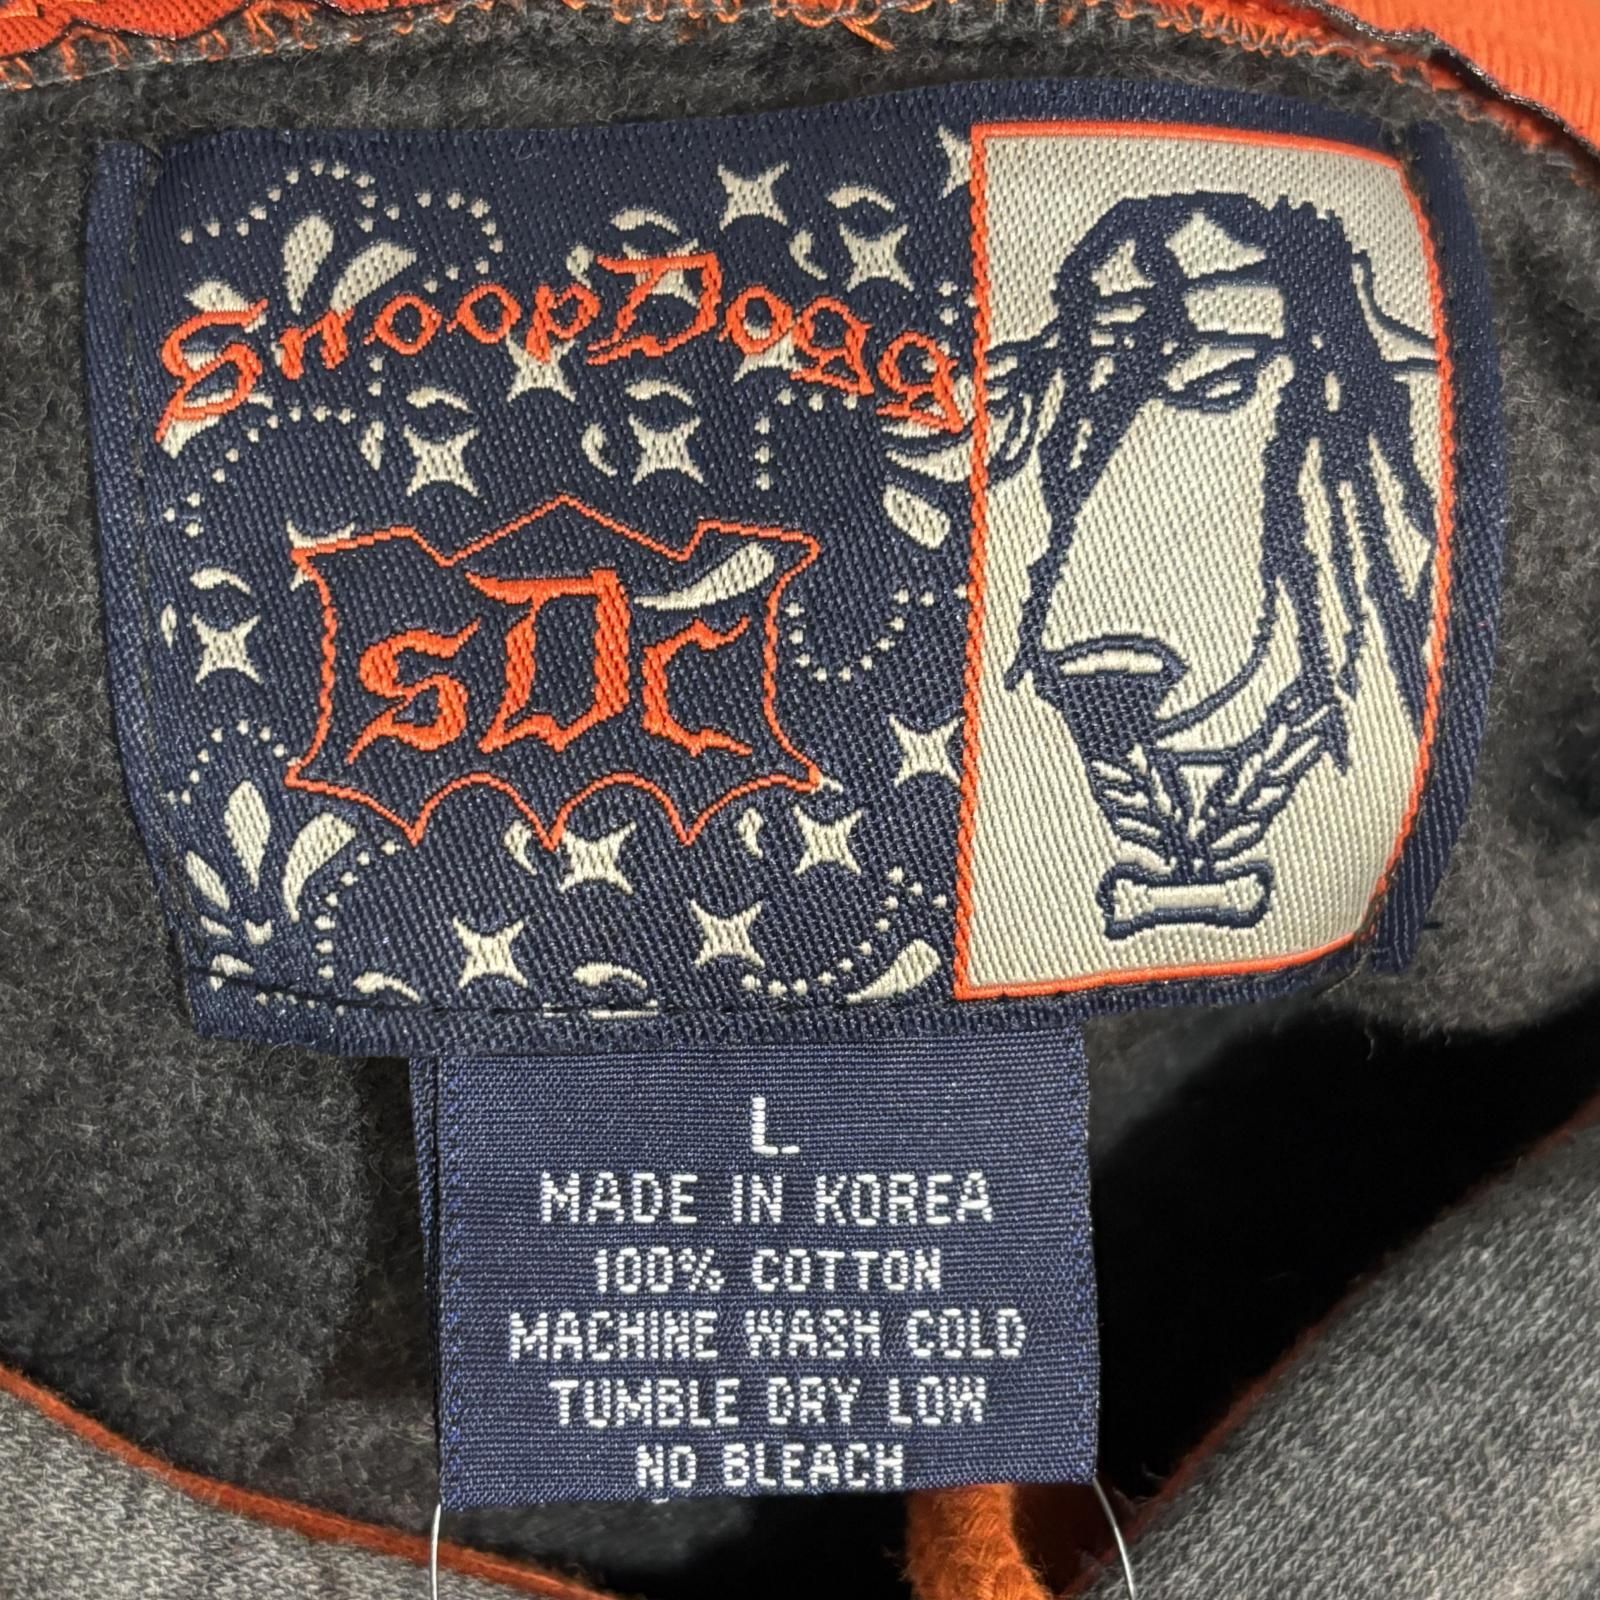 SnoopDogg
SDC
L
MADE IN KOREA
100% COTTON
MACHINE WASH COLD
TUMBLE DRY LOW
NO BLEACH